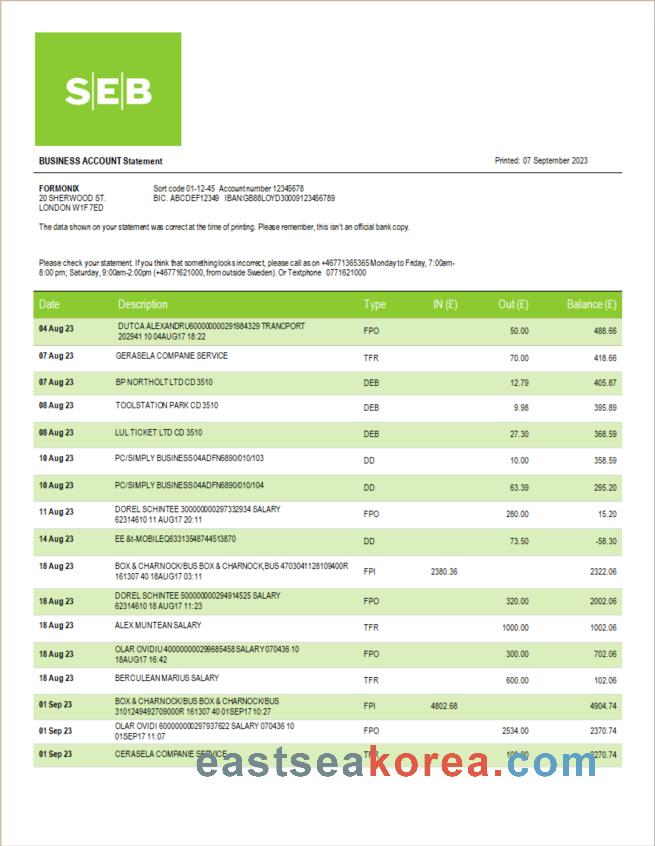 SEB
BUSINESS ACCOUNT Statement Printed: 07 September 2023
FORMONIX Sort code 01-12-45 Account number 12345678
20 SHERWOOD ST. BIC. ABCDEF12349 IBAN:GB88LOYD30009123456789
LONDON W1F 7ED
The data shown on your statement was correct at the time of printing. Please remember, this isn't an official bank copy.
Please check your statement. If you think that something looks incorrect, please call as on +46771365365 Monday to Friday, 7:00am-
8:00 pm; Saturday, 9:00am-2:00pm (+46771621000, from outside Sweden). Or Textphone 0771621000
Date Description Type IN (£) Out (£) Balance (£)
04 Aug 23 DUTCA ALEXANDRU600000000291984329 TRANCPORT FPO 50.00 488.66
202941 10 04AUG17 18:22
07 Aug 23 GERASELA COMPANIE SERVICE TFR 70.00 418.66
07 Aug 23 BP NORTHOLT LTD CD 3510 DEB 12.79 405.87
08 Aug 23 TOOLSTATION PARK CD 3510 DEB 9.98 395.89
08 Aug 23 LUL TICKET LTD CD 3510 DEB 27.30 368.59
10 Aug 23 PC/SIMPLY BUSINESS04ADFN6890/010/103 DD 10.00 358.59
10 Aug 23 PC/SIMPLY BUSINESS04ADFN6890/010/104 DD 63.39 295.20
11 Aug 23 DOREL SCHINTEE 300000000297332934 SALARY FPO 280.00 15.20
62314610 11 AUG17 20:11
14 Aug 23 EE &t-MOBILEQ63313548744513870 DD 73.50 -58.30
18 Aug 23 BOX & CHARNOCK/BUS BOX & CHARNOCK,BUS 4703041128109400R FPI 2380.36 2322.06
161307 40 18AUG17 03:11
18 Aug 23 DOREL SCHINTEE 500000000294914525 SALARY FPO 320.00 2002.06
62314610 18 AUG17 11:23
18 Aug 23 ALEX MUNTEAN SALARY TFR 1000.00 1002.06
18 Aug 23 OLAR OVIDIU 400000000299685458 SALARY 070436 10 FPO 300.00 702.06
18AUG17 16:42
18 Aug 23 BERCULEAN MARIUS SALARY TFR 600.00 102.06
01 Sep 23 BOX & CHARNOCK/BUS BOX & CHARNOCK/BUS FPI 4802.68 4904.74
3101249492709000R 161307 40 01SEP17 10:27
01 Sep 23 OLAR OVIDI 600000000297937622 SALARY 070436 10 FPO 2534.00 2370.74
01SEP17 11:07
01 Sep 23 CERASELA COMPANIE SERVICE TFR 100.00 2270.74
eastseakorea.com